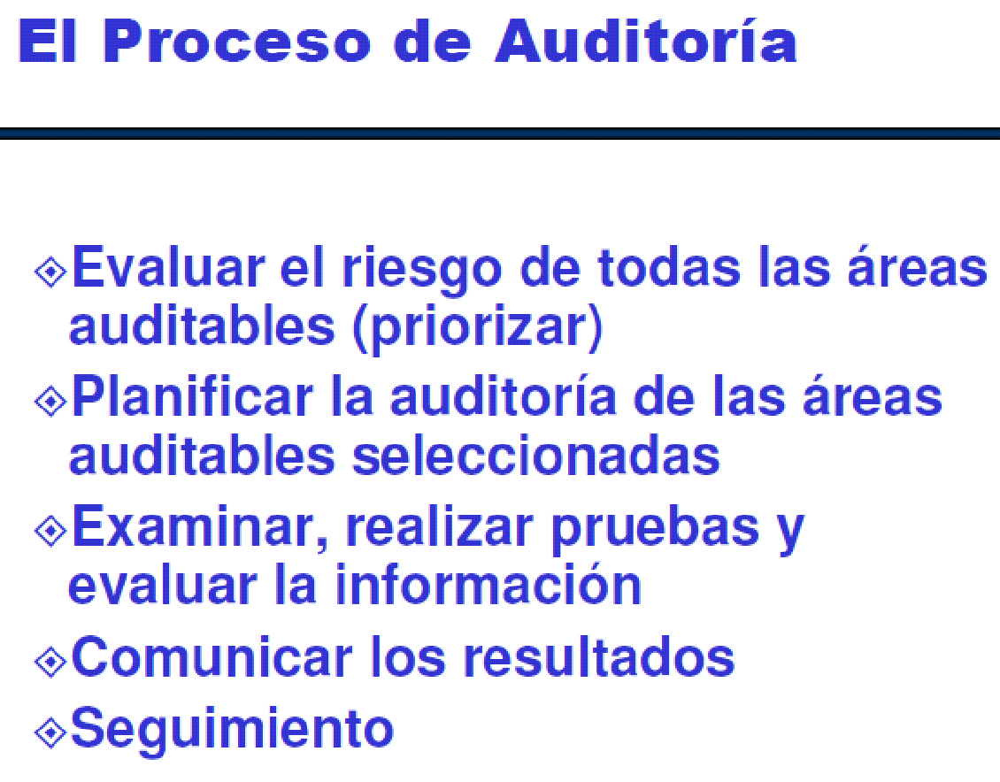 El Proceso de Auditoría
Evaluar el riesgo de todas las áreas
auditables (priorizar)
Planificar la auditoría de las áreas
auditables seleccionadas
Examinar, realizar pruebas y
evaluar la información
Comunicar los resultados
Seguimiento